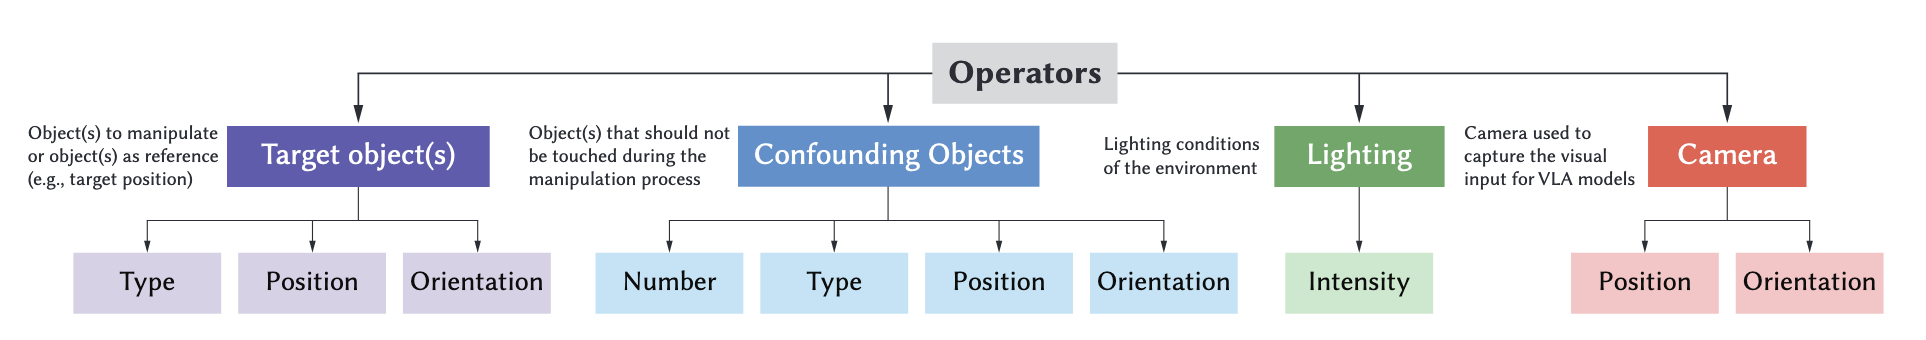 Operators
Object(s) to manipulate
or object(s) as reference
(e.g., target position)
Target object(s)
Object(s) that should not
be touched during the
manipulation process
Confounding Objects
Lighting conditions
of the environment
Lighting
Camera used to
capture the visual
input for VLA models
Camera
Type
Position
Orientation
Number
Type
Position
Orientation
Intensity
Position
Orientation